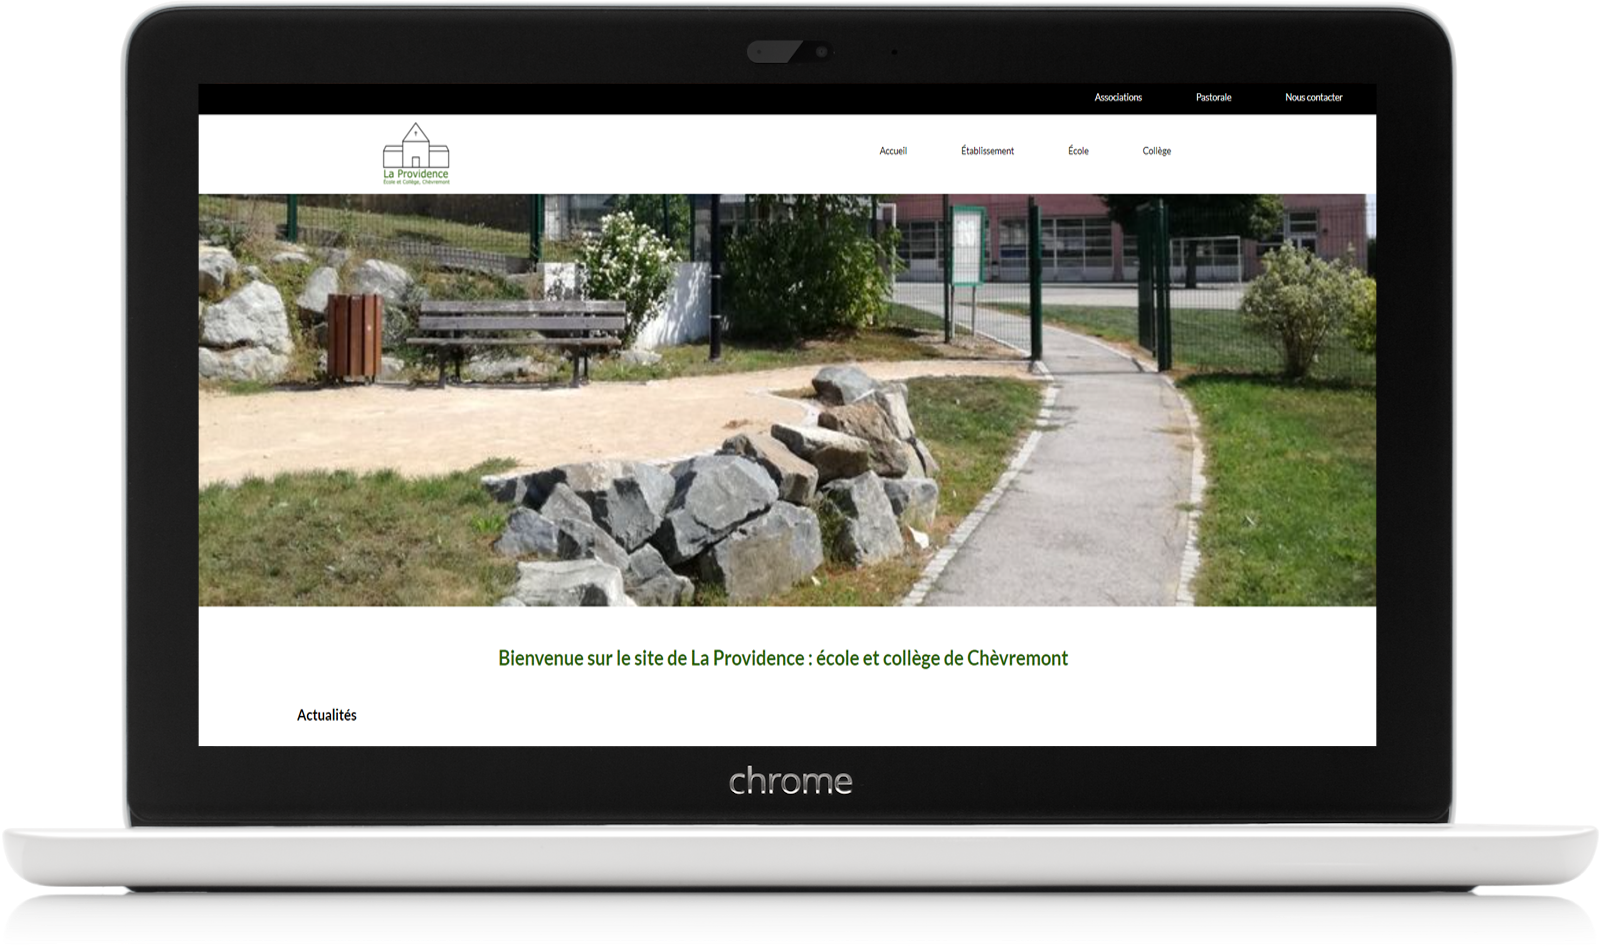 Associations Pastorale Nous contacter
Accueil Établissement École Collège
La Providence
École et Collège, Chèvremont
Bienvenue sur le site de La Providence : école et collège de Chèvremont
Actualités
chrome